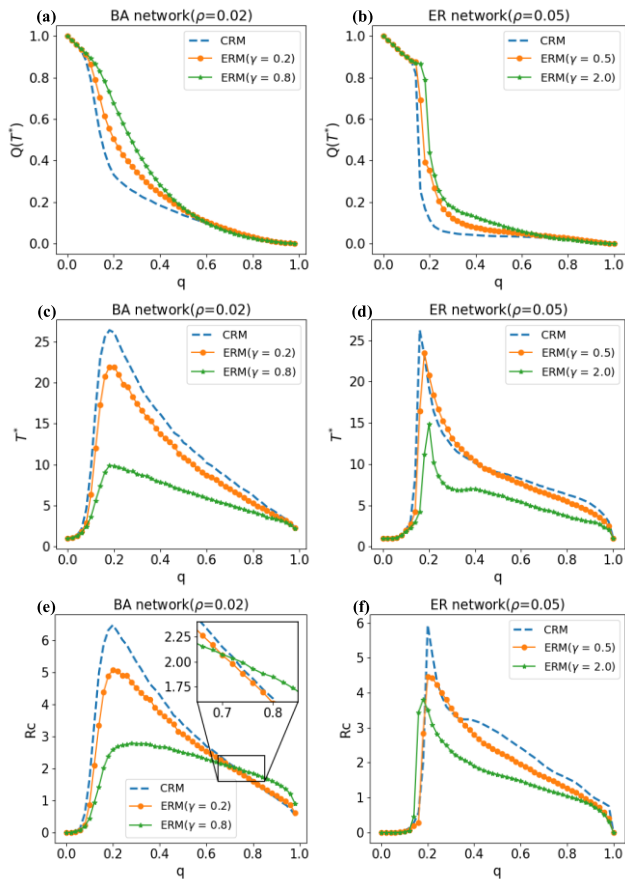 (a) BA network(ρ=0.02)
CRM
ERM(γ = 0.2)
ERM(γ = 0.8)
1.0
0.8
0.6
0.4
0.2
0.0
Q(T*)
0.0 0.2 0.4 0.6 0.8 1.0
q
(b) ER network(ρ=0.05)
CRM
ERM(γ = 0.5)
ERM(γ = 2.0)
1.0
0.8
0.6
0.4
0.2
0.0
Q(T*)
0.0 0.2 0.4 0.6 0.8 1.0
q
(c) BA network(ρ=0.02)
CRM
ERM(γ = 0.2)
ERM(γ = 0.8)
25
20
15
10
5
0
T*
0.0 0.2 0.4 0.6 0.8 1.0
q
(d) ER network(ρ=0.05)
CRM
ERM(γ = 0.5)
ERM(γ = 2.0)
25
20
15
10
5
0
T*
0.0 0.2 0.4 0.6 0.8 1.0
q
(e) BA network(ρ=0.02)
2.25
2.00
1.75
0.7 0.8
6
5
4
3
2
1
0
Rc
CRM
ERM(γ = 0.2)
ERM(γ = 0.8)
0.0 0.2 0.4 0.6 0.8 1.0
q
(f) ER network(ρ=0.05)
CRM
ERM(γ = 0.5)
ERM(γ = 2.0)
6
5
4
3
2
1
0
Rc
0.0 0.2 0.4 0.6 0.8 1.0
q